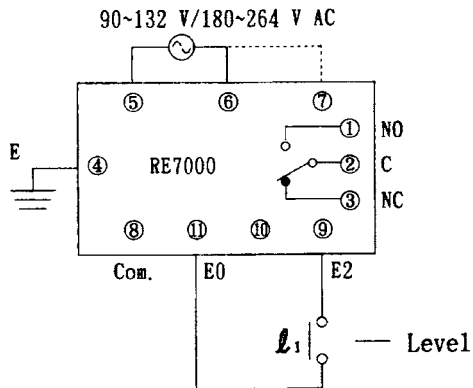 90~132 V/180~264 V AC
⑤ ⑥ ⑦
① NO
E
④ RE7000 ② C
③ NC
⑧ ⑪ ⑩ ⑨
Com. E0 E2
ℓ₁ Level